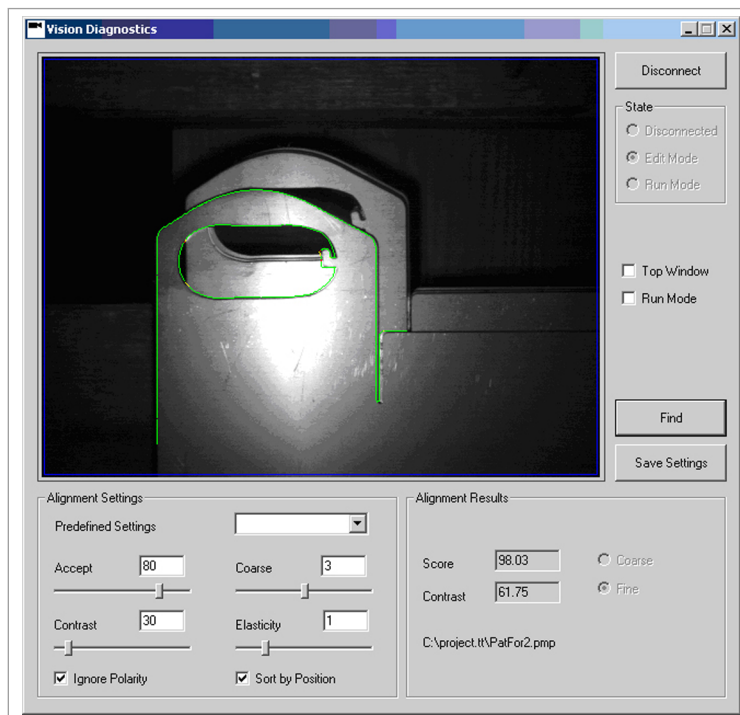 Vision Diagnostics
Disconnect
State
Disconnected
Edit Mode
Run Mode
Top Window
Run Mode
Find
Save Settings
Alignment Settings
Predefined Settings
Accept 80 Coarse 3
Contrast 30 Elasticity 1
Ignore Polarity Sort by Position
Alignment Results
Score 98.03 Coarse
Contrast 61.75 Fine
C:\project.tt\PatFor2.pmp